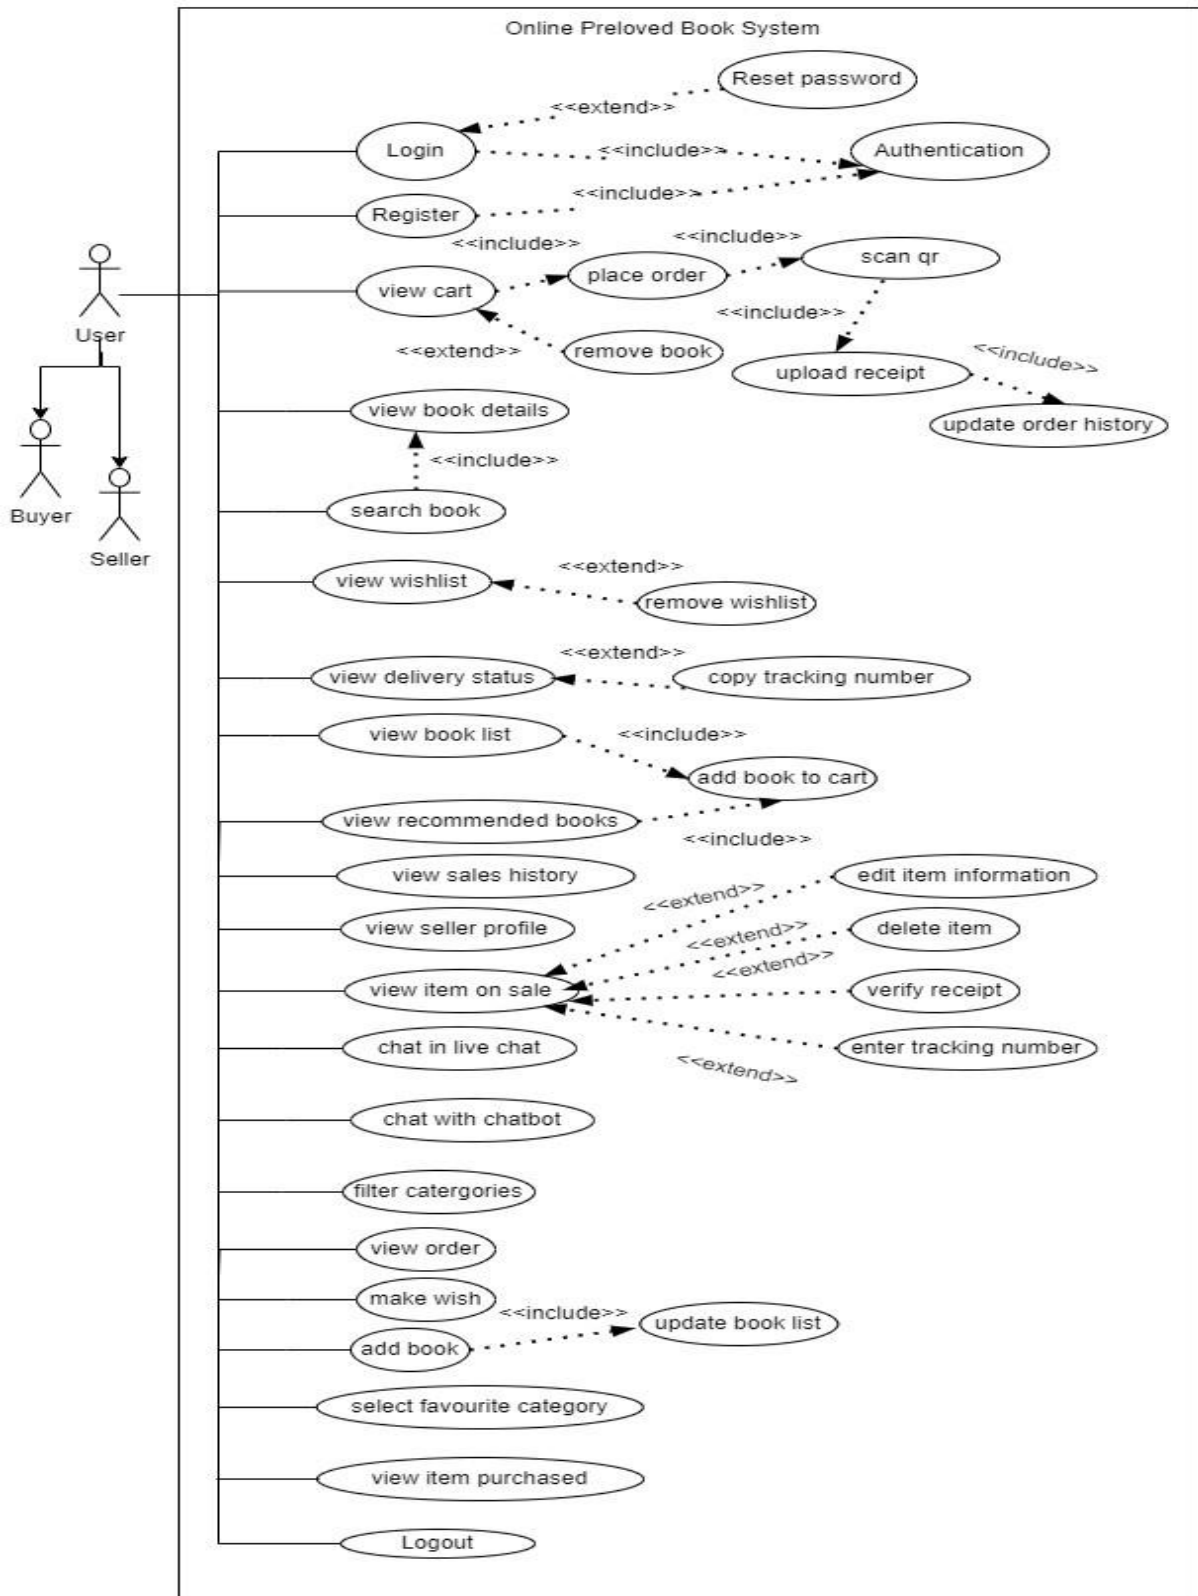 Online Preloved Book System
Reset password
<<extend>>
Login
<<include>>
Authentication
<<include>>
Register
<<include>>
<<include>>
scan qr
place order
view cart
<<include>>
User
<<extend>>
remove book
<<include>>
upload receipt
view book details
update order history
<<include>>
search book
Buyer
Seller
<<extend>>
view wishlist
remove wishlist
<<extend>>
view delivery status
copy tracking number
view book list
<<include>>
add book to cart
view recommended books
<<include>>
view sales history
<<extend>>
edit item information
view seller profile
<<extend>>
delete item
<<extend>>
view item on sale
verify receipt
chat in live chat
enter tracking number
<<extend>>
chat with chatbot
filter catergories
view order
make wish
<<include>>
update book list
add book
select favourite category
view item purchased
Logout